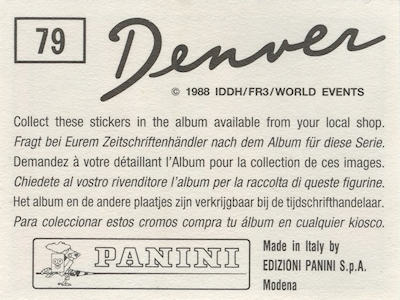 79
Denver
© 1988 IDDH/FR3/WORLD EVENTS
Collect these stickers in the album available from your local shop.
Fragt bei Eurem Zeitschriftenhändler nach dem Album für diese Serie.
Demandez à votre détaillant l'Album pour la collection de ces images.
Chiedete al vostro rivenditore l'album per la raccolta di queste figurine.
Het album en de andere plaatjes zijn verkrijgbaar bij de tijdschrifthandelaar.
Para coleccionar estos cromos compra tu álbum en cualquier kiosco.
PANINI
Made in Italy by
EDIZIONI PANINI S.p.A.
Modena